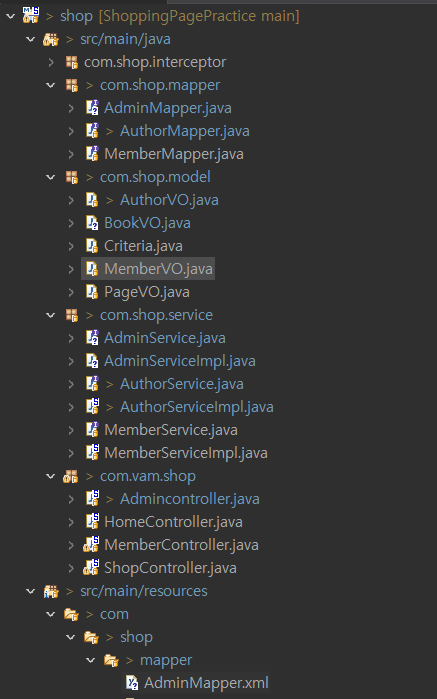 > shop [ShoppingPagePractice main]
> src/main/java
com.shop.interceptor
> com.shop.mapper
AdminMapper.java
> AuthorMapper.java
MemberMapper.java
> com.shop.model
> AuthorVO.java
BookVO.java
Criteria.java
MemberVO.java
PageVO.java
> com.shop.service
AdminService.java
AdminServiceImpl.java
> AuthorService.java
> AuthorServiceImpl.java
MemberService.java
MemberServiceImpl.java
> com.vam.shop
> Admincontroller.java
HomeController.java
MemberController.java
ShopController.java
> src/main/resources
> com
> shop
> mapper
AdminMapper.xml